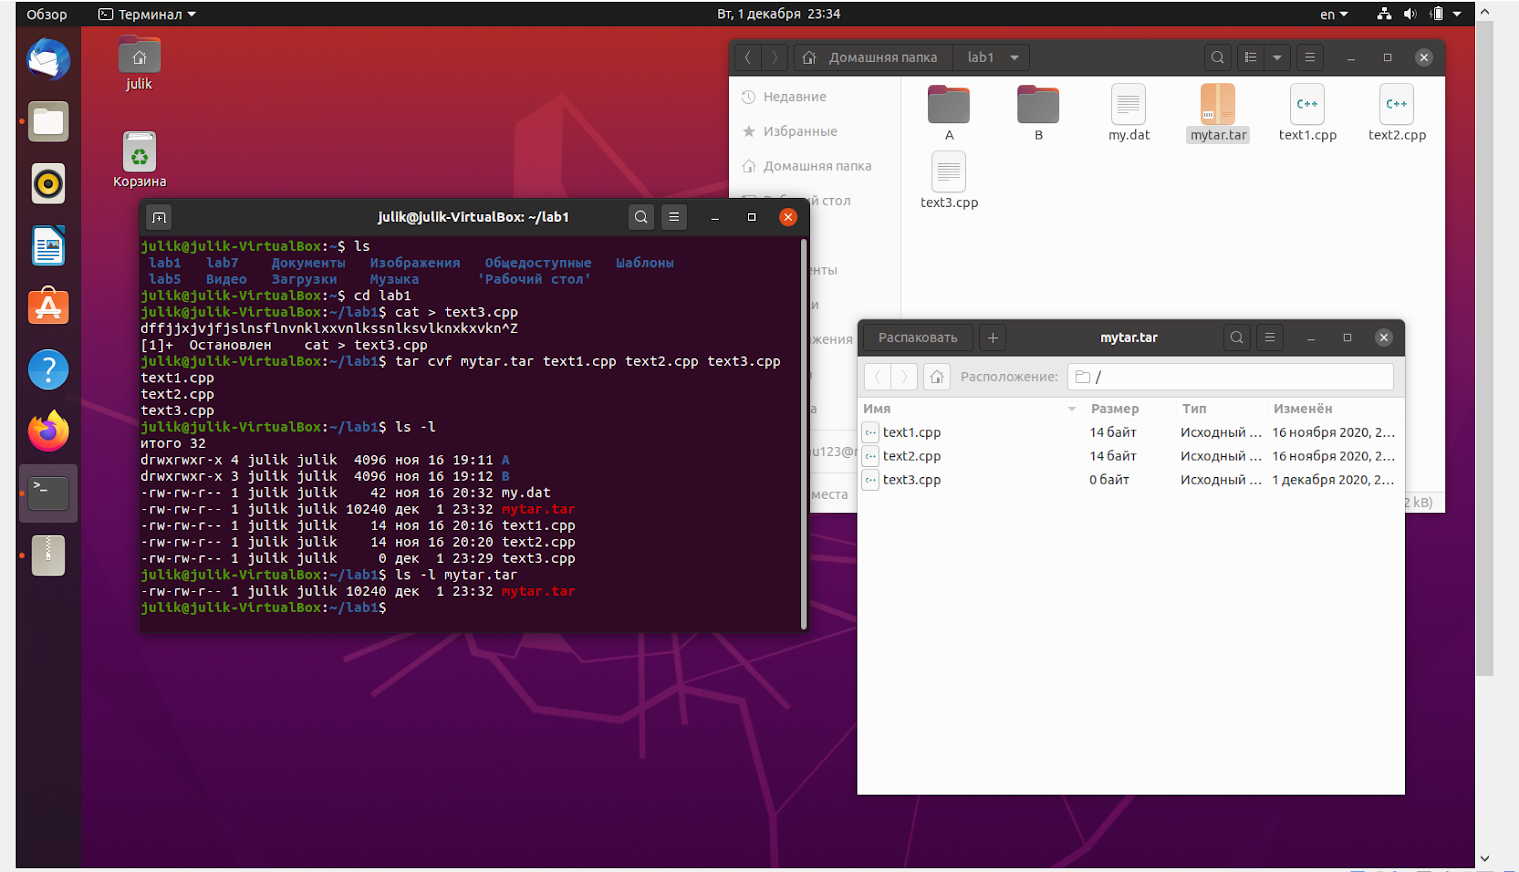 Обзор
Терминал
Вт, 1 декабря 23:34
en
julik
Корзина
Домашняя папка
lab1
Недавние
Избранные
Домашняя папка
стол
A
B
my.dat
mytar.tar
text1.cpp
text2.cpp
text3.cpp
julik@julik-VirtualBox: ~/lab1
julik@julik-VirtualBox:~$ ls
lab1 lab7 Документы Изображения Общедоступные Шаблоны
lab5 Видео Загрузки Музыка 'Рабочий стол'
julik@julik-VirtualBox:~$ cd lab1
julik@julik-VirtualBox:~/lab1$ cat > text3.cpp
dffjjxjvjfjslnsflnvnklxxvnlkssnlksvlknxkxvkn^Z
[1]+ Остановлен cat > text3.cpp
julik@julik-VirtualBox:~/lab1$ tar cvf mytar.tar text1.cpp text2.cpp text3.cpp
text1.cpp
text2.cpp
text3.cpp
julik@julik-VirtualBox:~/lab1$ ls -l
итого 32
drwxrwxr-x 4 julik julik 4096 ноя 16 19:11 A
drwxrwxr-x 3 julik julik 4096 ноя 16 19:12 B
-rw-rw-r-- 1 julik julik 42 ноя 16 20:32 my.dat
-rw-rw-r-- 1 julik julik 10240 дек 1 23:32 mytar.tar
-rw-rw-r-- 1 julik julik 14 ноя 16 20:16 text1.cpp
-rw-rw-r-- 1 julik julik 14 ноя 16 20:20 text2.cpp
-rw-rw-r-- 1 julik julik 0 дек 1 23:29 text3.cpp
julik@julik-VirtualBox:~/lab1$ ls -l mytar.tar
-rw-rw-r-- 1 julik julik 10240 дек 1 23:32 mytar.tar
julik@julik-VirtualBox:~/lab1$
Распаковать
mytar.tar
Расположение:
/
Имя Размер Тип Изменён
text1.cpp 14 байт Исходный … 16 ноября 2020, 2…
text2.cpp 14 байт Исходный … 16 ноября 2020, 2…
text3.cpp 0 байт Исходный … 1 декабря 2020, 2…
места
2 kB)